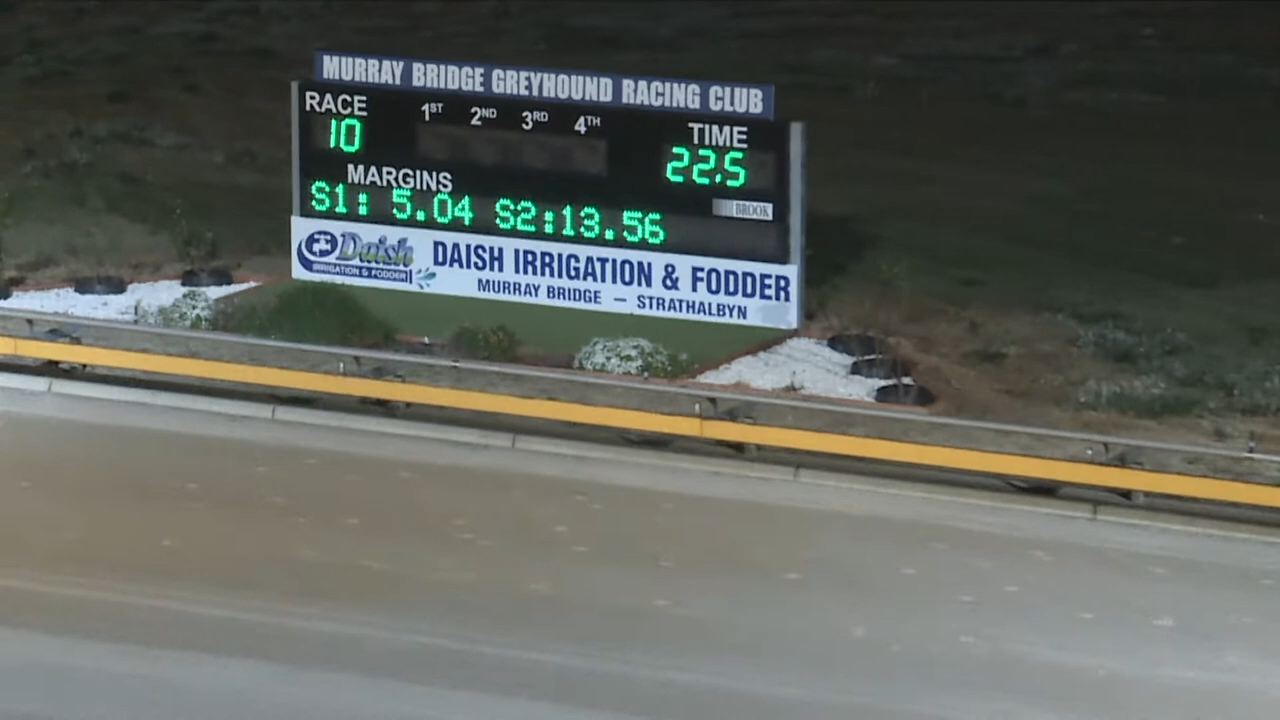 MURRAY BRIDGE GREYHOUND RACING CLUB
RACE 1ST 2ND 3RD 4TH TIME
10 22.5
MARGINS
S1: 5.04 S2:13.56
BROOK
Daish
IRRIGATION & FODDER
DAISH IRRIGATION & FODDER
MURRAY BRIDGE — STRATHALBYN